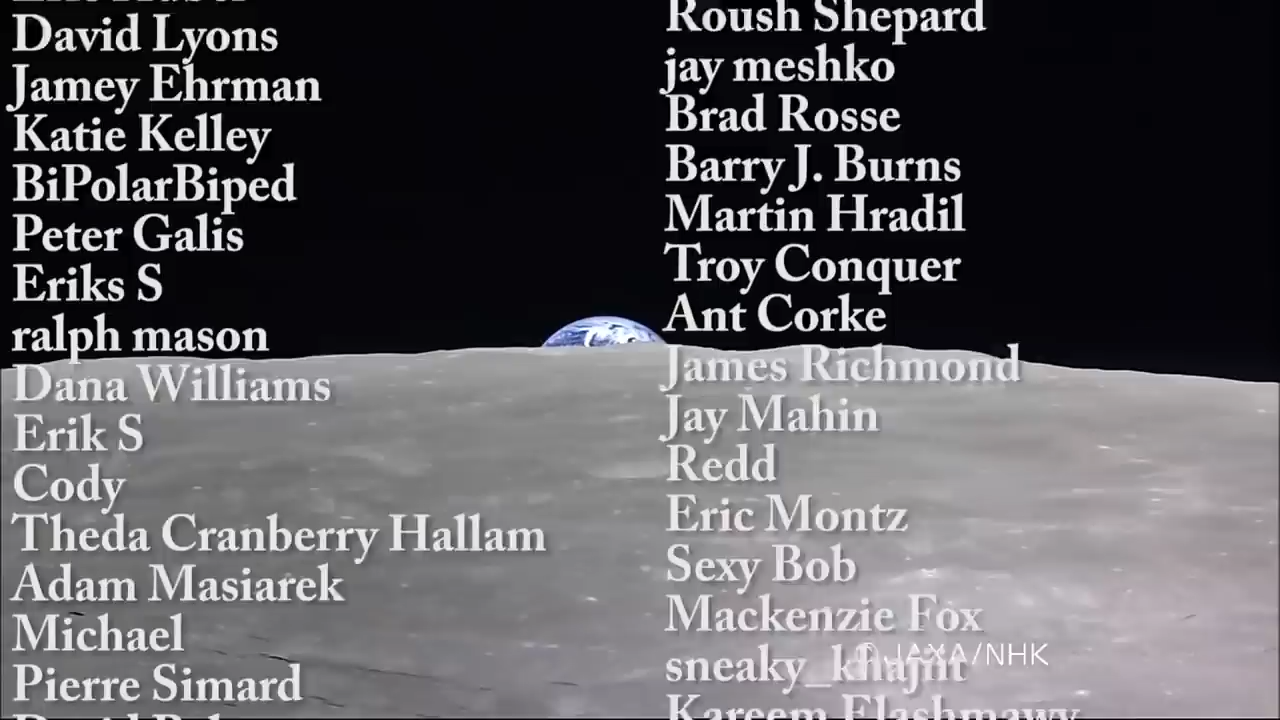 David Lyons
Jamey Ehrman
Katie Kelley
BiPolarBiped
Peter Galis
Eriks S
ralph mason
Dana Williams
Erik S
Cody
Theda Cranberry Hallam
Adam Masiarek
Michael
Pierre Simard
Roush Shepard
jay meshko
Brad Rosse
Barry J. Burns
Martin Hradil
Troy Conquer
Ant Corke
James Richmond
Jay Mahin
Redd
Eric Montz
Sexy Bob
Mackenzie Fox
sneaky_khajiit
© JAXA/NHK
Kareem Elashmawy